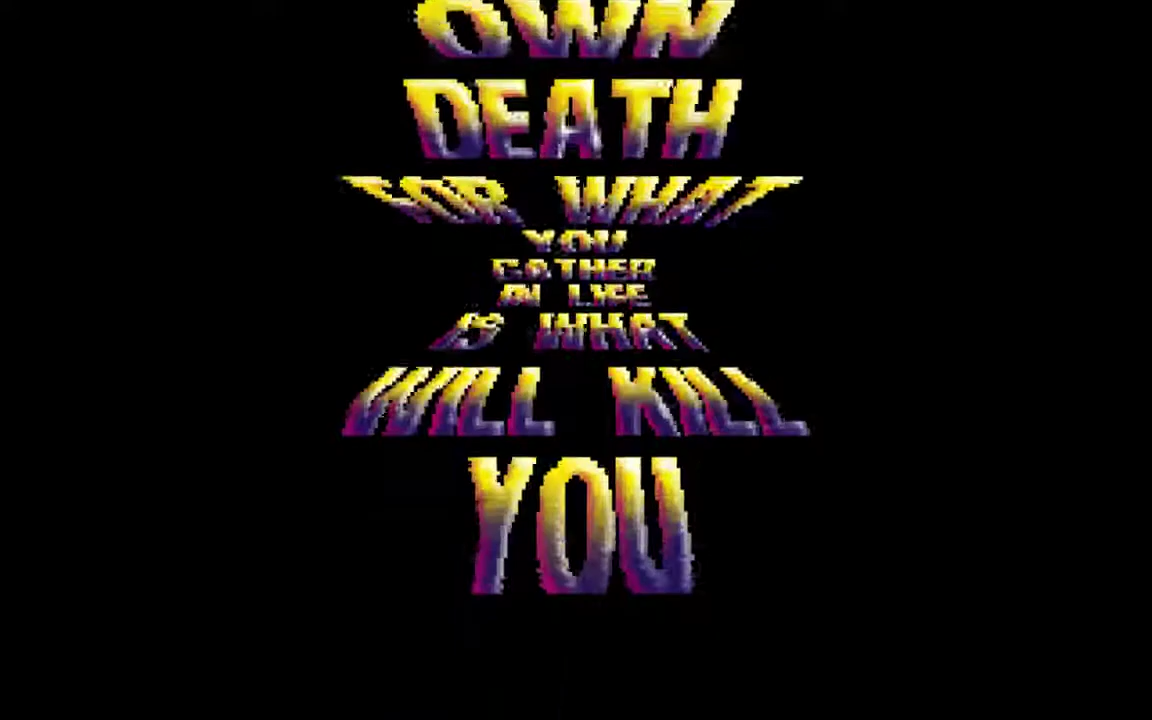 OWN
DEATH
FOR WHAT
YOU
GATHER
IN LIFE
IS WHAT
WILL KILL
YOU